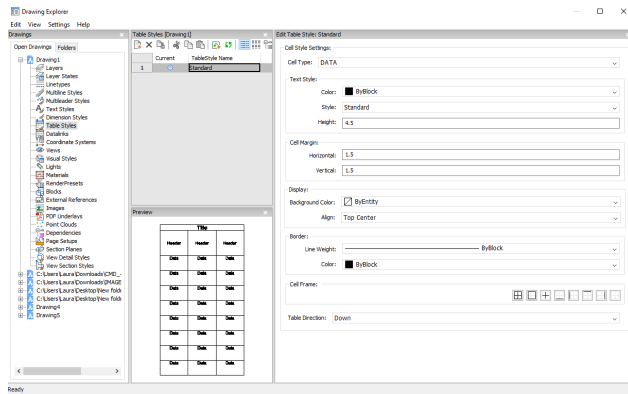 Drawing Explorer
Edit View Settings Help
Drawings
Open Drawings Folders
Drawing1
Layers
Layer States
Linetypes
Multiline Styles
Multileader Styles
Text Styles
Dimension Styles
Table Styles
Datalinks
Coordinate Systems
Views
Visual Styles
Lights
Materials
RenderPresets
Blocks
External References
Images
PDF Underlays
Point Clouds
Dependencies
Page Setups
Section Planes
View Detail Styles
View Section Styles
C:\Users\Laura\Downloads\CMD_-
C:\Users\Laura\Downloads\IMAGE
C:\Users\Laura\Desktop\New folde
C:\Users\Laura\Desktop\New folde
Drawing4
Drawing5
Ready
Table Styles [Drawing1]
Current TableStyle Name
1 Standard
Preview
Title
Header Header Header
Data Data Data
Data Data Data
Data Data Data
Data Data Data
Data Data Data
Data Data Data
Data Data Data
Data Data Data
Edit Table Style: Standard
Cell Style Settings:
Cell Type: DATA
Text Style:
Color: ByBlock
Style: Standard
Height: 4.5
Cell Margin:
Horizontal: 1.5
Vertical: 1.5
Display:
Background Color: ByEntity
Align: Top Center
Border:
Line Weight: ByBlock
Color: ByBlock
Cell Frame:
Table Direction: Down